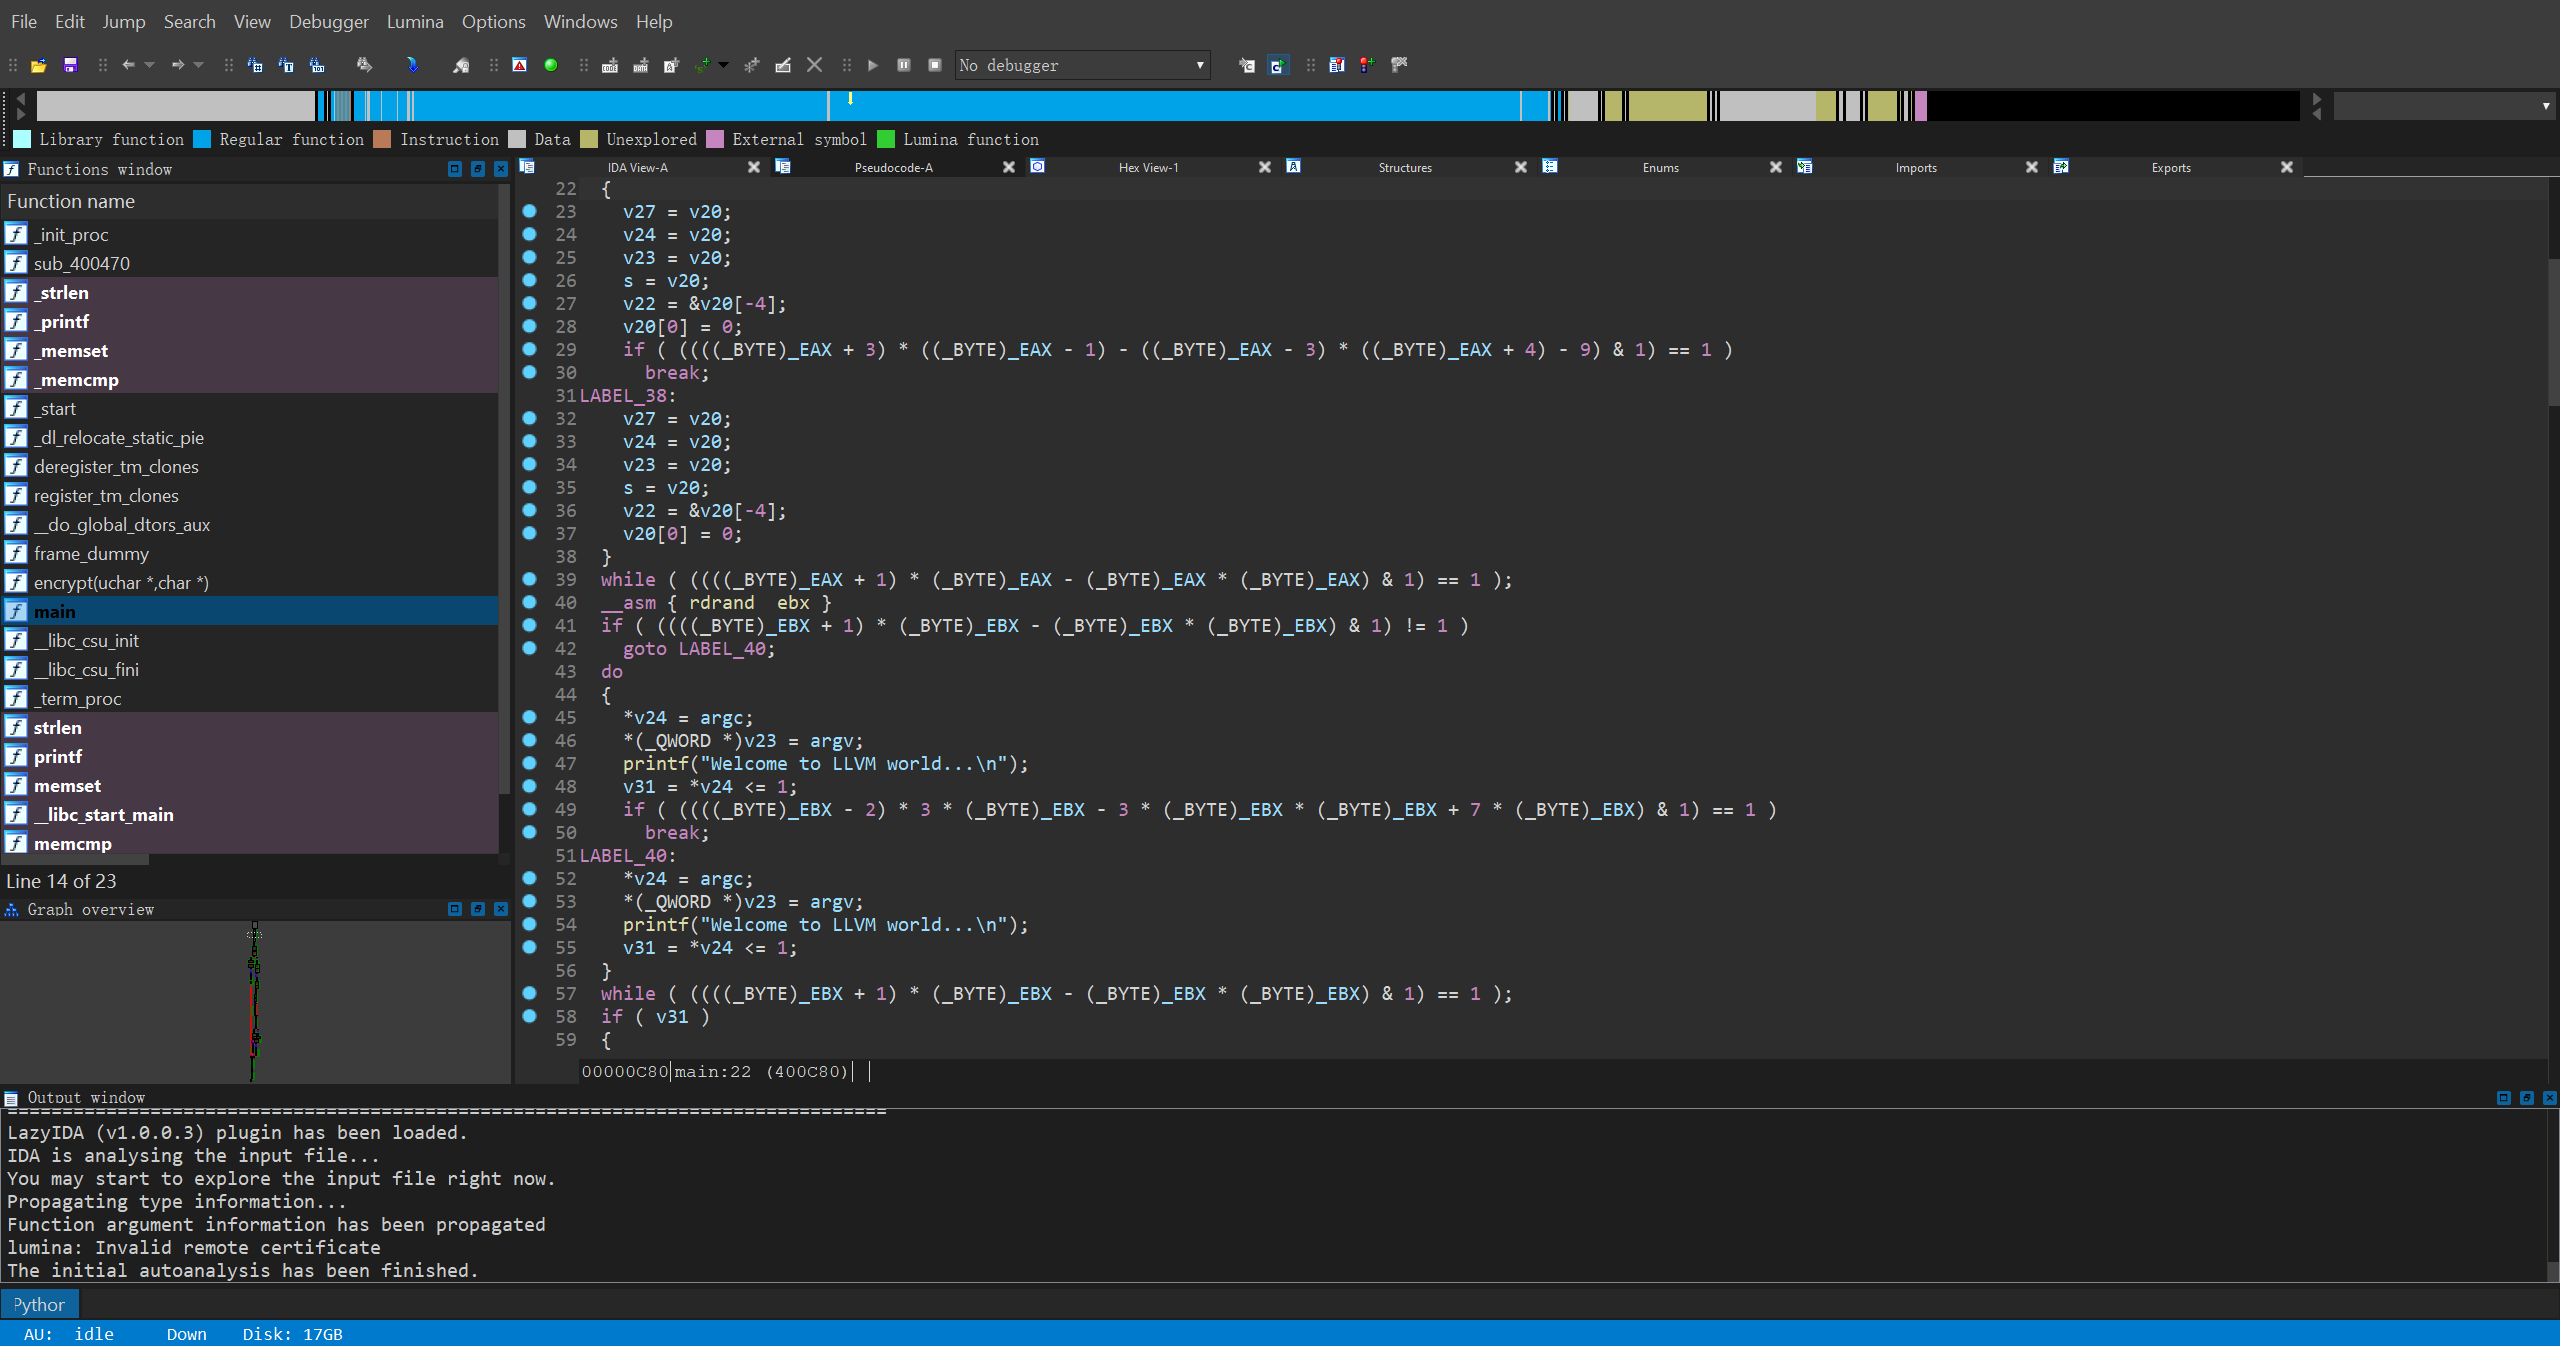 File Edit Jump Search View Debugger Lumina Options Windows Help
No debugger
Library function Regular function Instruction Data Unexplored External symbol Lumina function
Functions window
IDA View-A Pseudocode-A Hex View-1 Structures Enums Imports Exports
Function name
_init_proc
sub_400470
_strlen
_printf
_memset
_memcmp
_start
_dl_relocate_static_pie
deregister_tm_clones
register_tm_clones
__do_global_dtors_aux
frame_dummy
encrypt(uchar *,char *)
main
__libc_csu_init
__libc_csu_fini
_term_proc
strlen
printf
memset
__libc_start_main
memcmp
Line 14 of 23
Graph overview
22 {
23 v27 = v20;
24 v24 = v20;
25 v23 = v20;
26 s = v20;
27 v22 = &v20[-4];
28 v20[0] = 0;
29 if ( ((((_BYTE)_EAX + 3) * ((_BYTE)_EAX - 1) - ((_BYTE)_EAX - 3) * ((_BYTE)_EAX + 4) - 9) & 1) == 1 )
30 break;
31 LABEL_38:
32 v27 = v20;
33 v24 = v20;
34 v23 = v20;
35 s = v20;
36 v22 = &v20[-4];
37 v20[0] = 0;
38 }
39 while ( ((((_BYTE)_EAX + 1) * (_BYTE)_EAX - (_BYTE)_EAX * (_BYTE)_EAX) & 1) == 1 );
40 __asm { rdrand ebx }
41 if ( ((((_BYTE)_EBX + 1) * (_BYTE)_EBX - (_BYTE)_EBX * (_BYTE)_EBX) & 1) != 1 )
42 goto LABEL_40;
43 do
44 {
45 *v24 = argc;
46 *(_QWORD *)v23 = argv;
47 printf("Welcome to LLVM world...\n");
48 v31 = *v24 <= 1;
49 if ( ((((_BYTE)_EBX - 2) * 3 * (_BYTE)_EBX - 3 * (_BYTE)_EBX * (_BYTE)_EBX + 7 * (_BYTE)_EBX) & 1) == 1 )
50 break;
51 LABEL_40:
52 *v24 = argc;
53 *(_QWORD *)v23 = argv;
54 printf("Welcome to LLVM world...\n");
55 v31 = *v24 <= 1;
56 }
57 while ( ((((_BYTE)_EBX + 1) * (_BYTE)_EBX - (_BYTE)_EBX * (_BYTE)_EBX) & 1) == 1 );
58 if ( v31 )
59 {
00000C80 main:22 (400C80)
Output window
================================================================================
LazyIDA (v1.0.0.3) plugin has been loaded.
IDA is analysing the input file...
You may start to explore the input file right now.
Propagating type information...
Function argument information has been propagated
lumina: Invalid remote certificate
The initial autoanalysis has been finished.
Pythor
AU: idle Down Disk: 17GB